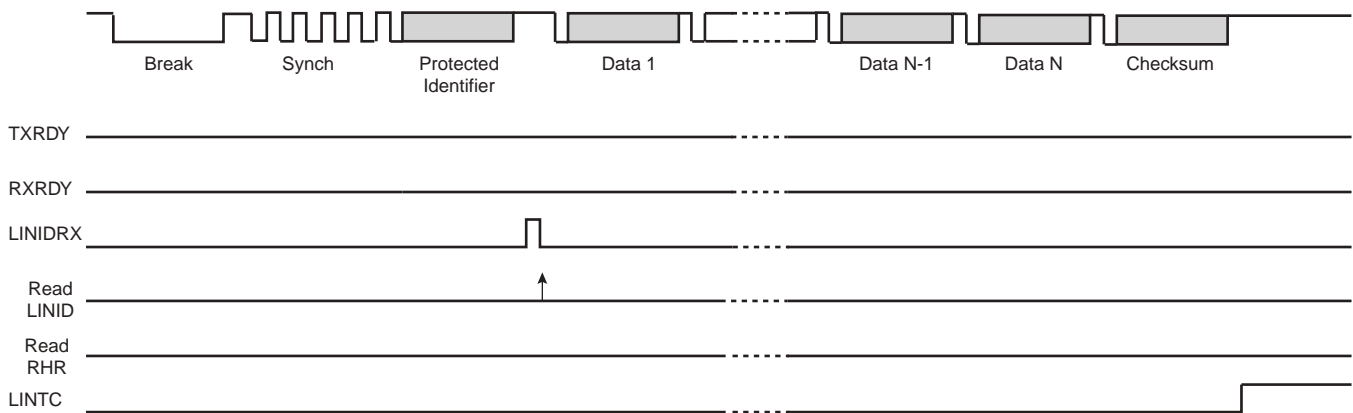 Break
Synch
Protected
Identifier
Data 1
Data N-1
Data N
Checksum
TXRDY
RXRDY
LINIDRX
Read
LINID
Read
RHR
LINTC